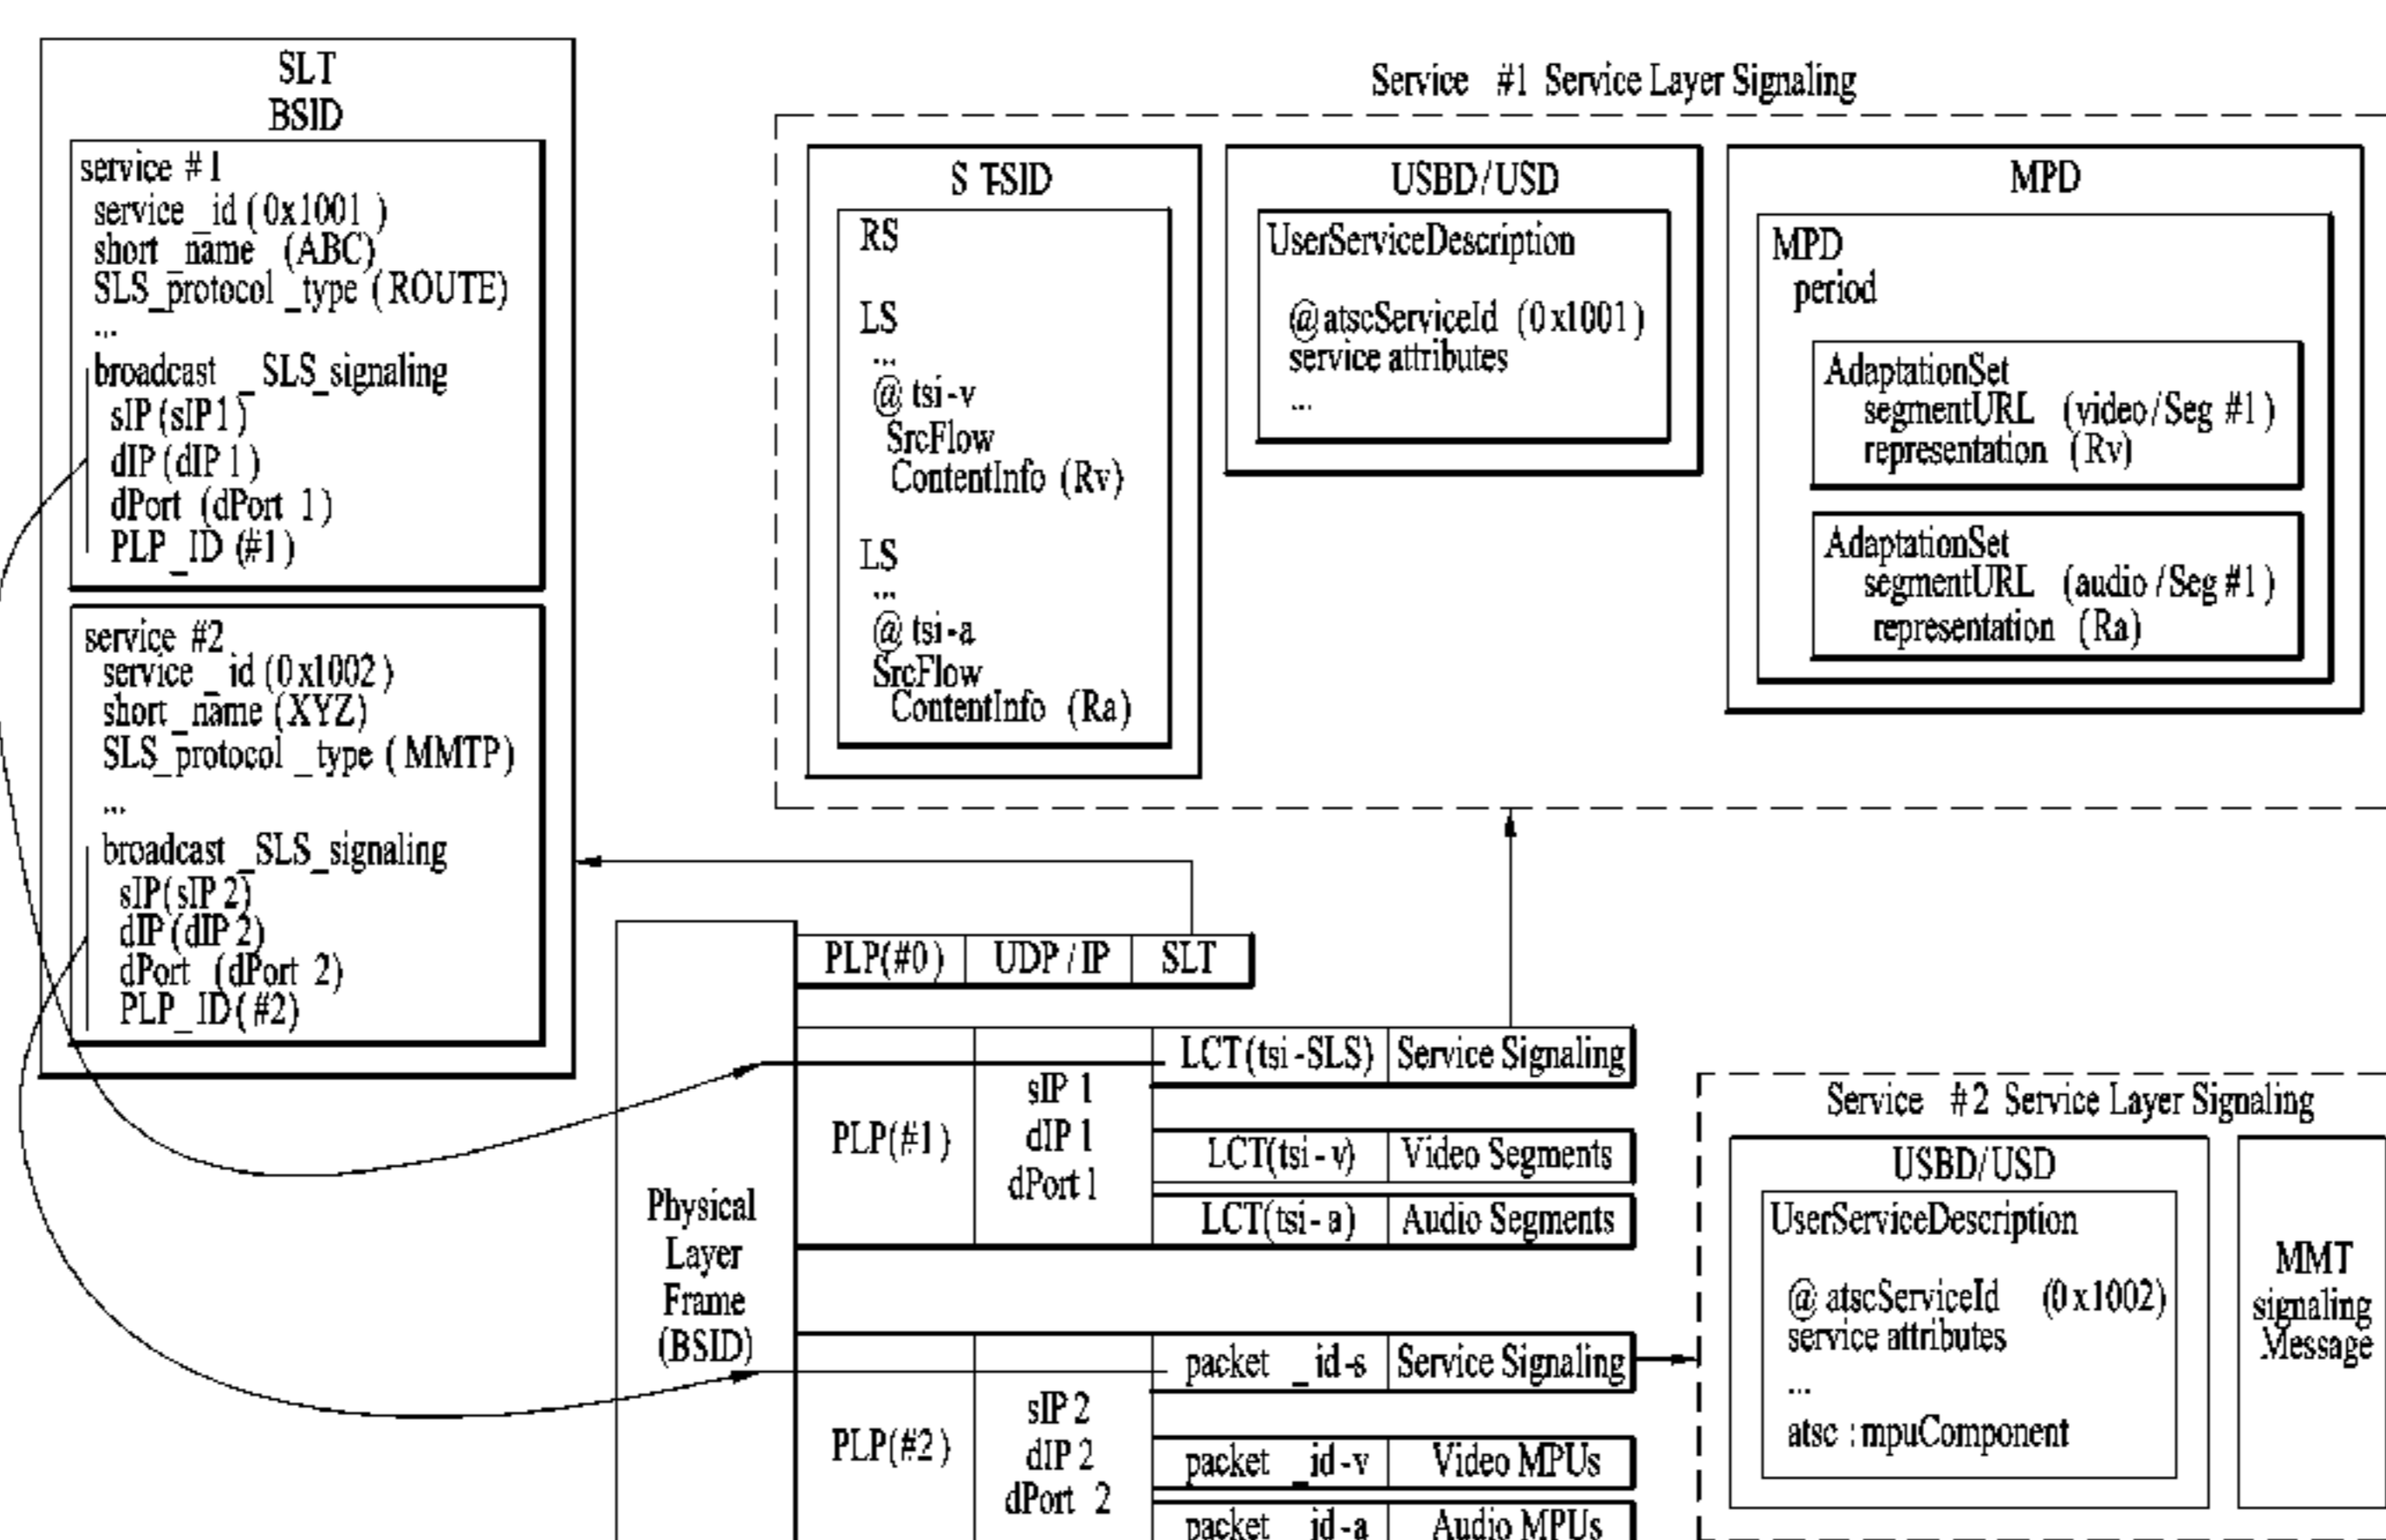 SLT
BSID
service #1
service _id (0x1001 )
short _name (ABC)
SLS_protocol _type (ROUTE)
...
broadcast _ SLS_signaling
sIP (sIP1)
dIP (dIP 1)
dPort (dPort 1)
PLP_ID (#1)
service #2
service _ id (0x1002)
short _name (XYZ)
SLS_protocol _type ( MMTP)
...
broadcast _SLS_signaling
sIP(sIP 2)
dIP (dIP 2)
dPort (dPort 2)
PLP_ID( #2)
Service #1 Service Layer Signaling
S TSID
RS
LS
...
@ tsi-v
SrcFlow
ContentInfo (Rv)
LS
...
@ tsi-a
SrcFlow
ContentInfo (Ra)
USBD/USD
UserServiceDescription
@ atscServiceId (0x1001)
service attributes
...
MPD
MPD
period
AdaptationSet
segmentURL (video/Seg #1)
representation (Rv)
AdaptationSet
segmentURL (audio /Seg #1)
representation (Ra)
Physical
Layer
Frame
(BSID)
PLP(#0) UDP / IP SLT
PLP(#1)
sIP 1
dIP 1
dPort 1
LCT(tsi-SLS) Service Signaling
LCT(tsi-v) Video Segments
LCT(tsi-a) Audio Segments
PLP(#2)
sIP 2
dIP 2
dPort 2
packet _id-s Service Signaling
packet _id-v Video MPUs
packet id-a Audio MPUs
Service #2 Service Layer Signaling
USBD/USD
UserServiceDescription
@ atscServiceId (0x1002)
service attributes
...
atsc :mpuComponent
MMT
signaling
Message